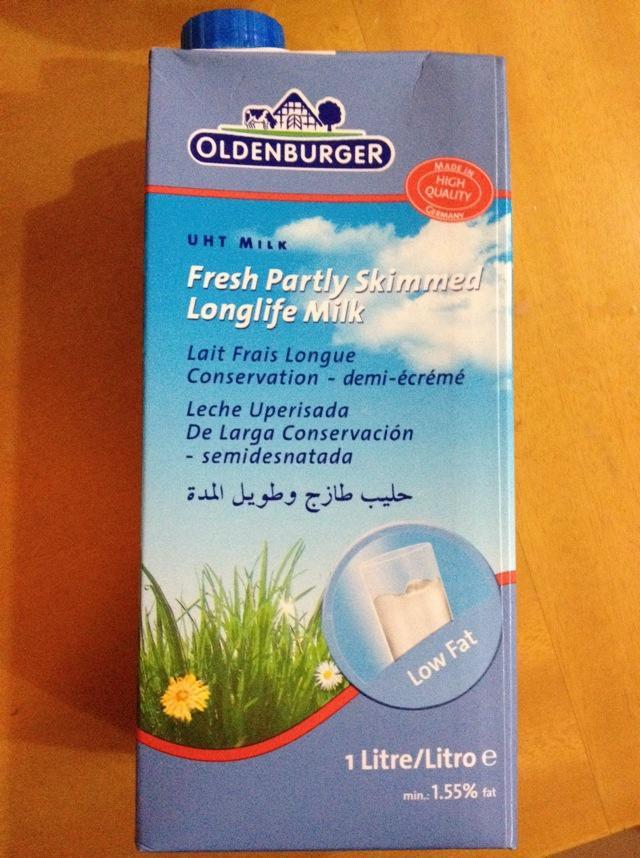 OLDENBURGER
MADE IN
HIGH
QUALITY
GERMANY
UHT MILK
Fresh Partly Skimmed
Longlife Milk
Lait Frais Longue
Conservation - demi-écrémé
Leche Uperisada
De Larga Conservación
- semidesnatada
حليب طازج وطويل المدة
Low Fat
1 Litre/Litro ℮
min.: 1.55% fat